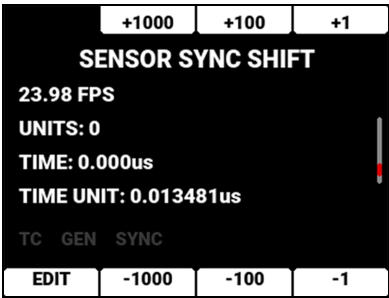 +1000 +100 +1
SENSOR SYNC SHIFT
23.98 FPS
UNITS: 0
TIME: 0.000us
TIME UNIT: 0.013481us
TC GEN SYNC
EDIT -1000 -100 -1